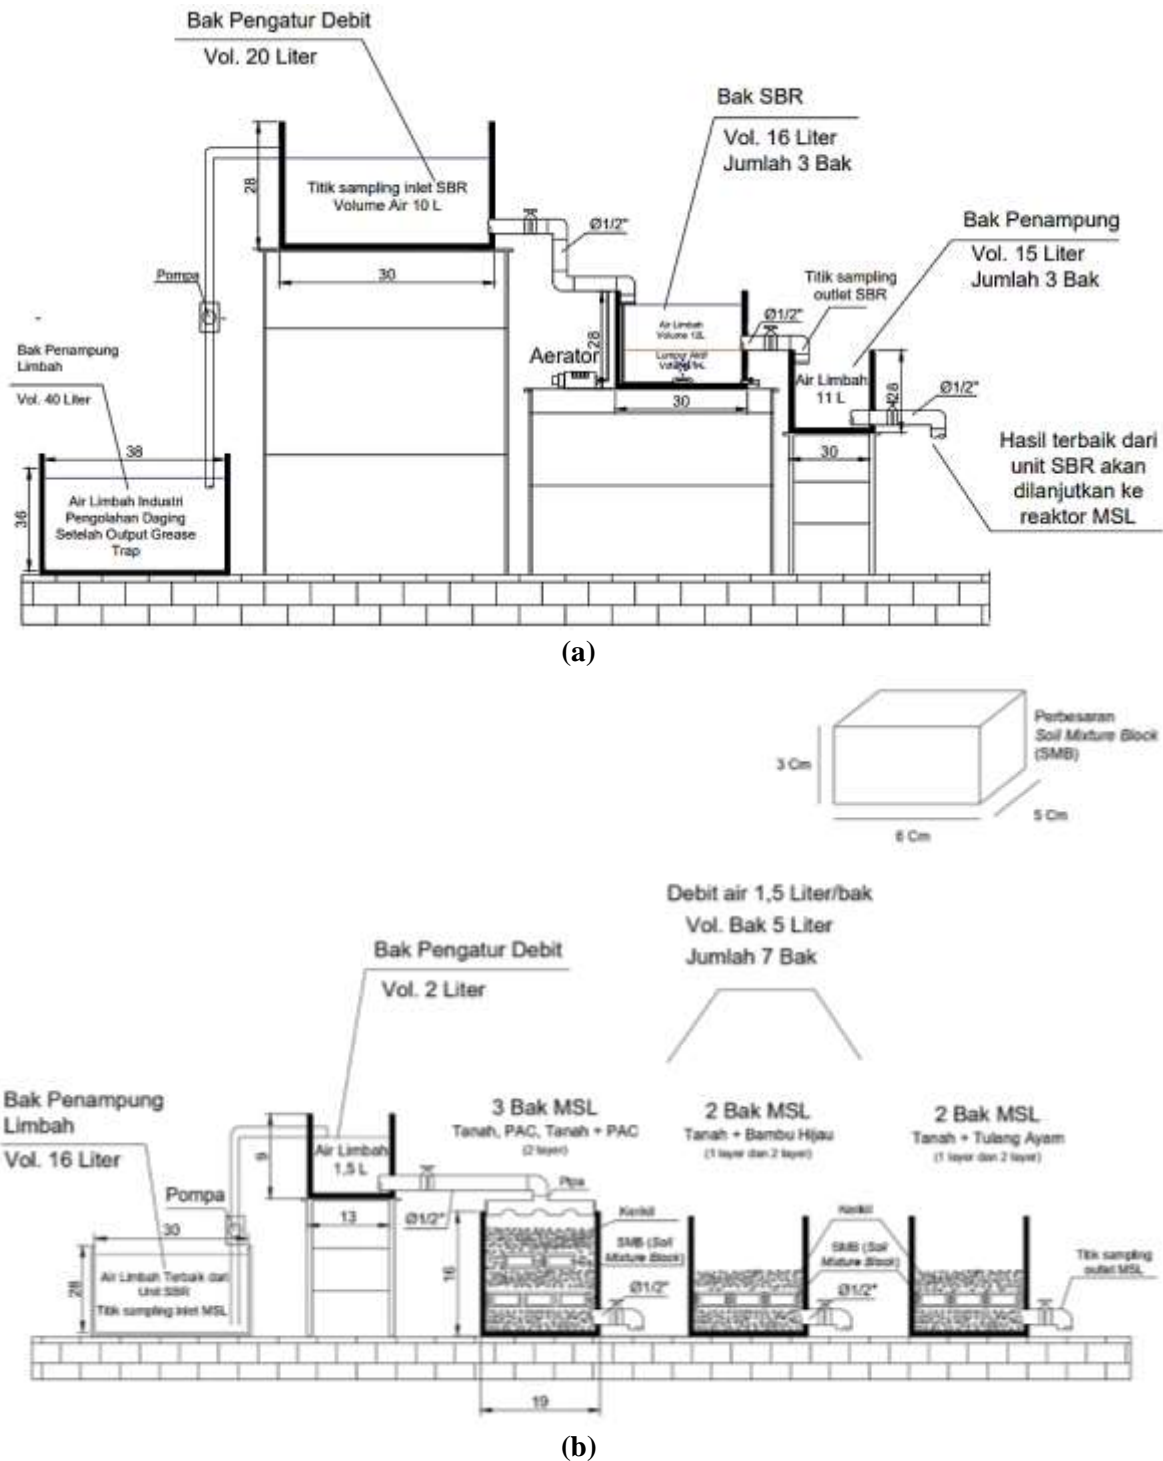 Bak Pengatur Debit
Vol. 20 Liter
Bak SBR
Vol. 16 Liter
Jumlah 3 Bak
28
Titik sampling inlet SBR
Volume Air 10 L
Ø1/2"
Bak Penampung
Vol. 15 Liter
Jumlah 3 Bak
30
Pompa
Titik sampling
outlet SBR
Ø1/2"
Air Limbah
Volume 12L
Lumpur Aktif
28
Aerator
30
Air Limbah
11 L
28
Ø1/2"
30
Bak Penampung
Limbah
Vol. 40 Liter
38
36
Air Limbah Industri
Pengolahan Daging
Setelah Output Grease
Trap
Hasil terbaik dari
unit SBR akan
dilanjutkan ke
reaktor MSL
(a)
Perbesaran
Soil Mixture Block
(SMB)
3 Cm
5 Cm
6 Cm
Debit air 1,5 Liter/bak
Vol. Bak 5 Liter
Jumlah 7 Bak
Bak Pengatur Debit
Vol. 2 Liter
Bak Penampung
Limbah
Vol. 16 Liter
3 Bak MSL
Tanah, PAC, Tanah + PAC
(2 layer)
2 Bak MSL
Tanah + Bambu Hijau
(1 layer dan 2 layer)
2 Bak MSL
Tanah + Tulang Ayam
(1 layer dan 2 layer)
9
Air Limbah
1,5 L
Pompa
30
13
Ø1/2"
Pipa
Kerikil
SMB (Soil
Mixture Block)
Ø1/2"
Kerikil
SMB (Soil
Mixture Block)
Ø1/2"
Titik sampling
outlet MSL
28
Air Limbah Terbaik dari
Unit SBR
Titik sampling inlet MSL
16
19
(b)